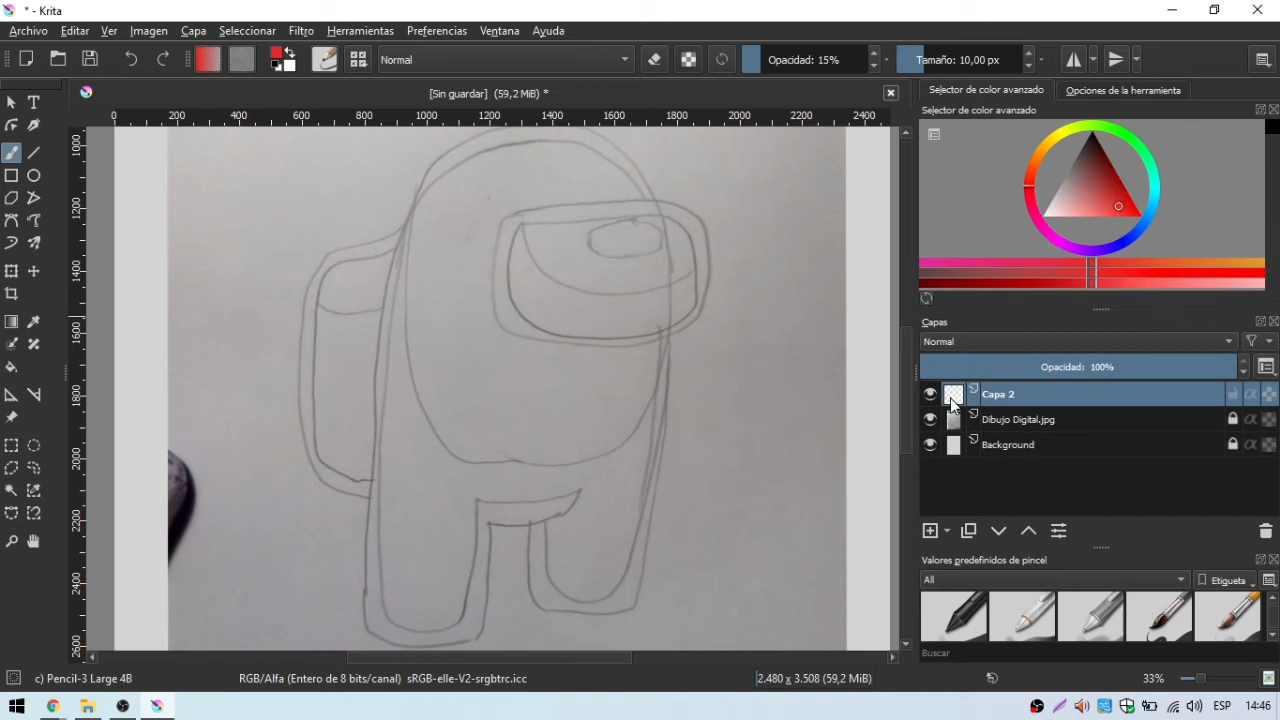 * - Krita
Archivo Editar Ver Imagen Capa Seleccionar Filtro Herramientas Preferencias Ventana Ayuda
Normal Opacidad: 15% Tamaño: 10,00 px
[Sin guardar] (59,2 MiB) * Selector de color avanzado Opciones de la herramienta
0 200 400 600 800 1000 1200 1400 1600 1800 2000 2200 2400
Selector de color avanzado
1000
1200
1400
1600
1800
2000
2200
2400
2600
Capas
Normal
Opacidad: 100%
Capa 2
Dibujo Digital.jpg
Background
Valores predefinidos de pincel
All Etiqueta
Buscar
c) Pencil-3 Large 4B RGB/Alfa (Entero de 8 bits/canal) sRGB-elle-V2-srgbtrc.icc 2.480 x 3.508 (59,2 MiB) 33%
ESP 14:46